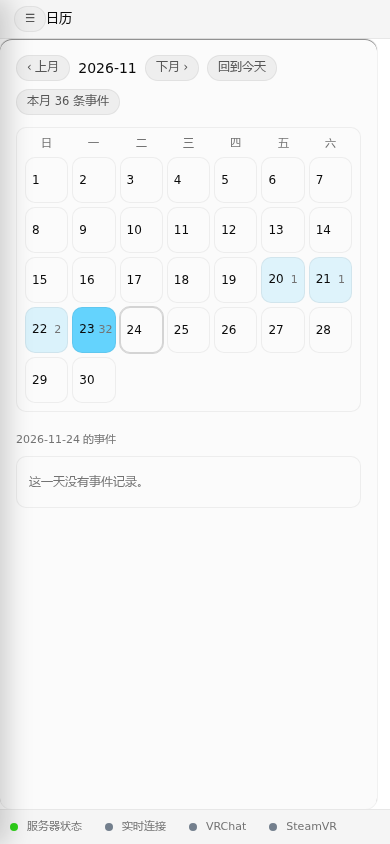 ☰ 日历
‹ 上月 2026-11 下月 › 回到今天
本月 36 条事件
日 一 二 三 四 五 六
1 2 3 4 5 6 7
8 9 10 11 12 13 14
15 16 17 18 19 20 1 21 1
22 2 23 32 24 25 26 27 28
29 30
2026-11-24 的事件
这一天没有事件记录。
服务器状态 实时连接 VRChat SteamVR